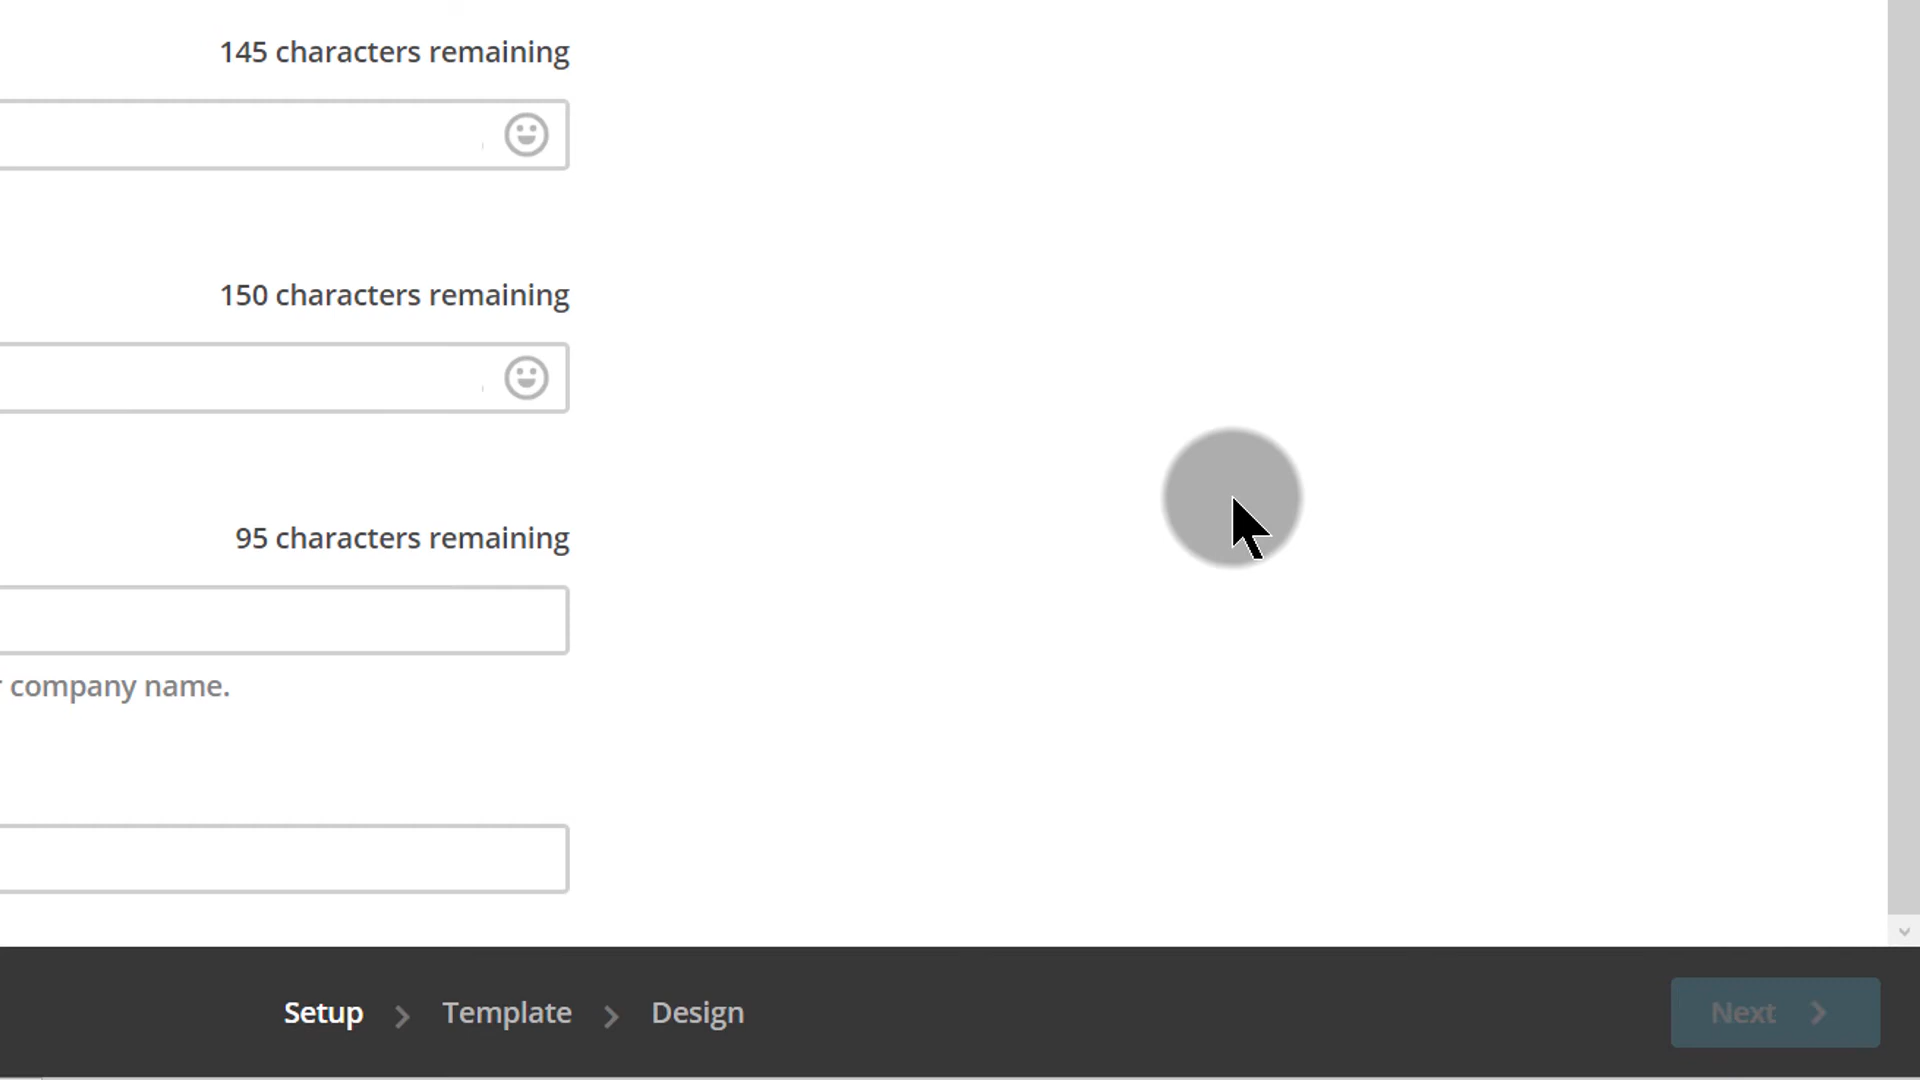 145 characters remaining
150 characters remaining
95 characters remaining
company name.
Setup > Template > Design
Next >